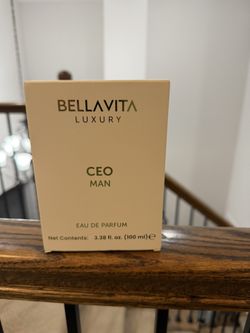 BELLAVITA
LUXURY
CEO
MAN
EAU DE PARFUM
Net Contents: 3.38 fl. oz. (100 ml)℮